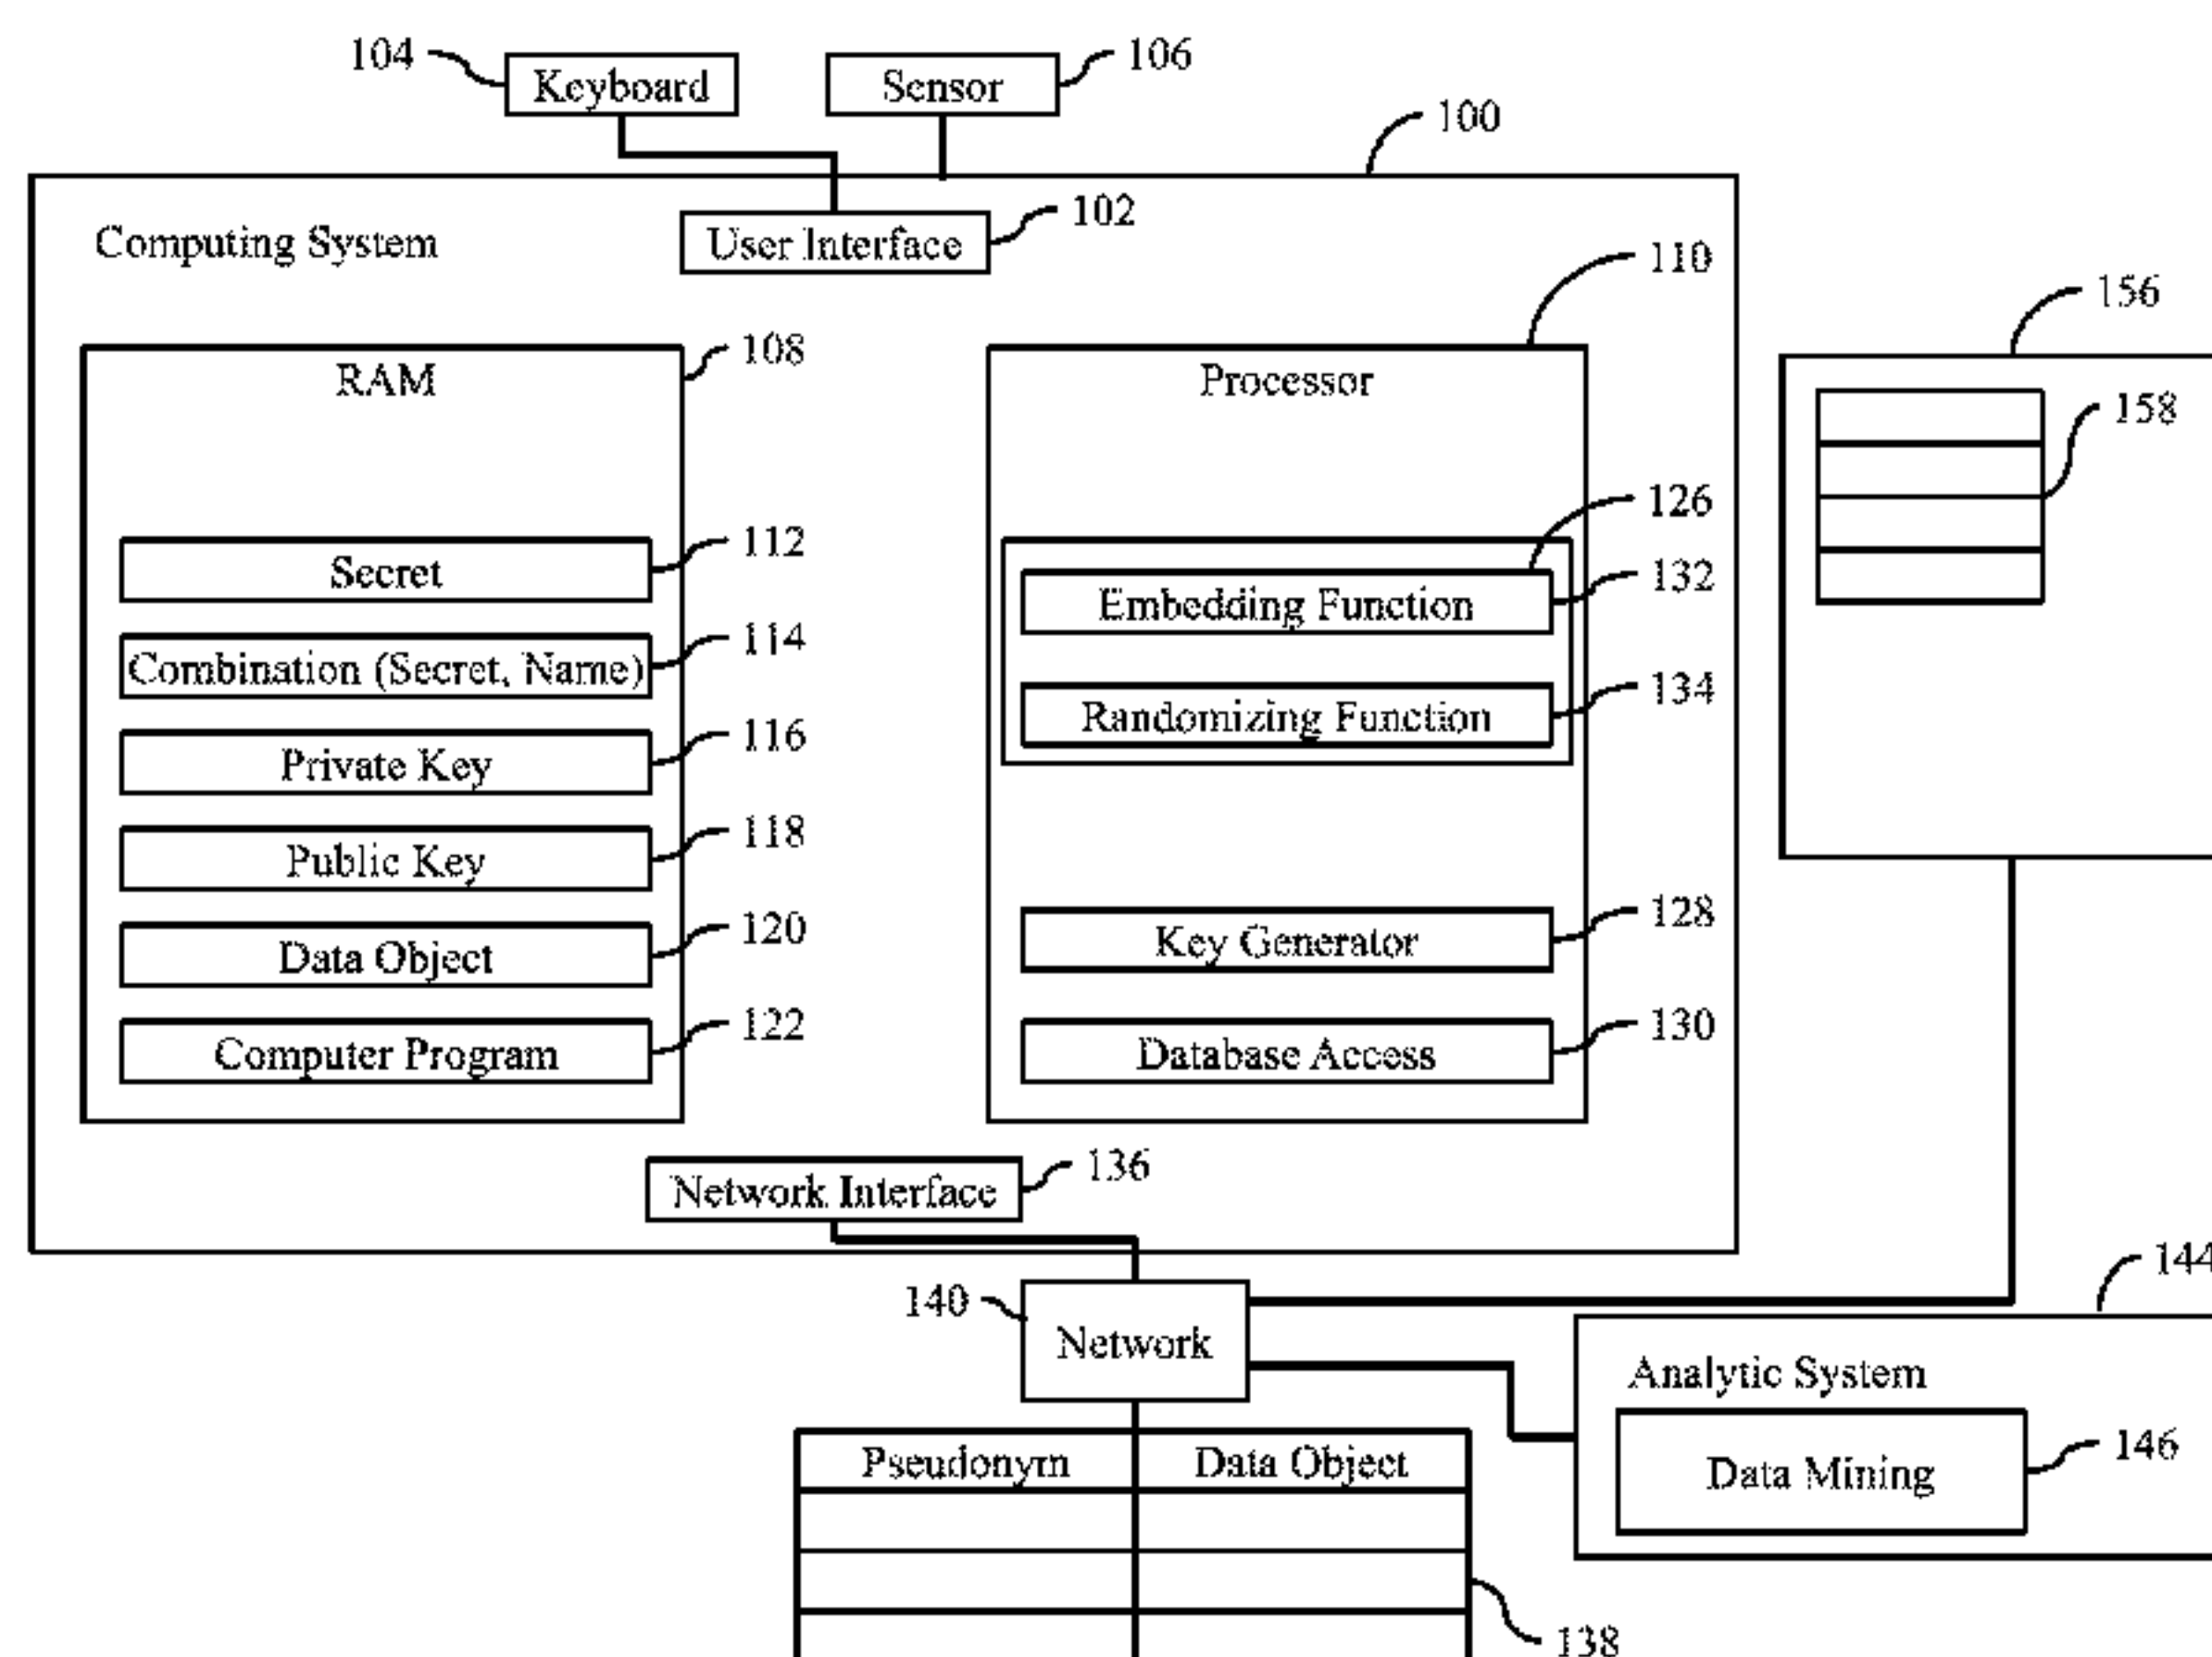 104 Keyboard Sensor 106
100
Computing System
User Interface 102
110
156
RAM 108
Processor
158
126
Secret 112
Embedding Function 132
Combination (Secret, Name) 114
Randomizing Function 134
Private Key 116
Public Key 118
Key Generator 128
Data Object 120
Database Access 130
Computer Program 122
Network Interface 136
144
140 Network
Analytic System
Data Mining 146
Pseudonym Data Object
138